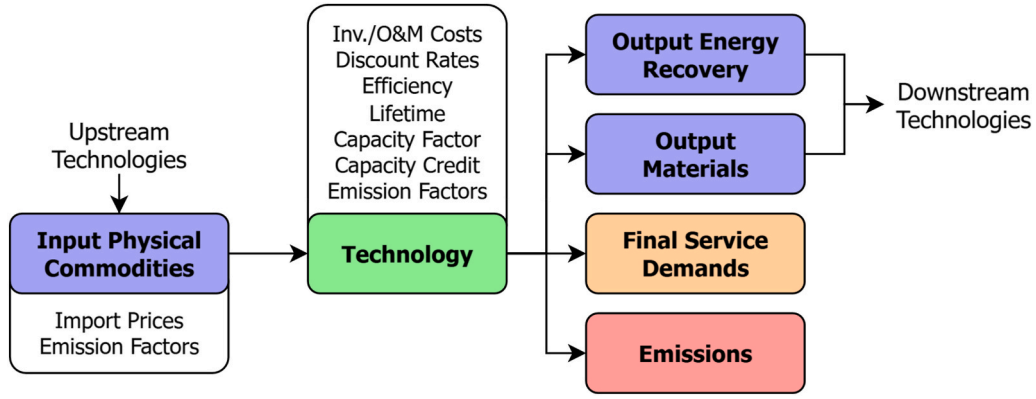 Upstream
Technologies
Input Physical
Commodities
Import Prices
Emission Factors
Inv./O&M Costs
Discount Rates
Efficiency
Lifetime
Capacity Factor
Capacity Credit
Emission Factors
Technology
Output Energy
Recovery
Output
Materials
Final Service
Demands
Emissions
Downstream
Technologies